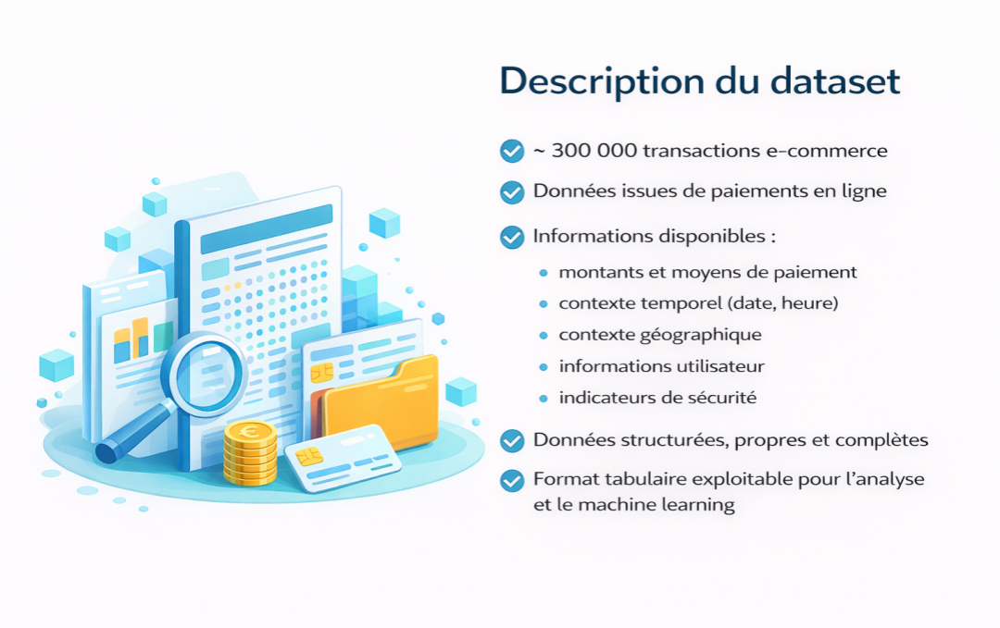 Description du dataset
~ 300 000 transactions e-commerce
Données issues de paiements en ligne
Informations disponibles :
montants et moyens de paiement
contexte temporel (date, heure)
contexte géographique
informations utilisateur
indicateurs de sécurité
Données structurées, propres et complètes
Format tabulaire exploitable pour l'analyse
et le machine learning
€